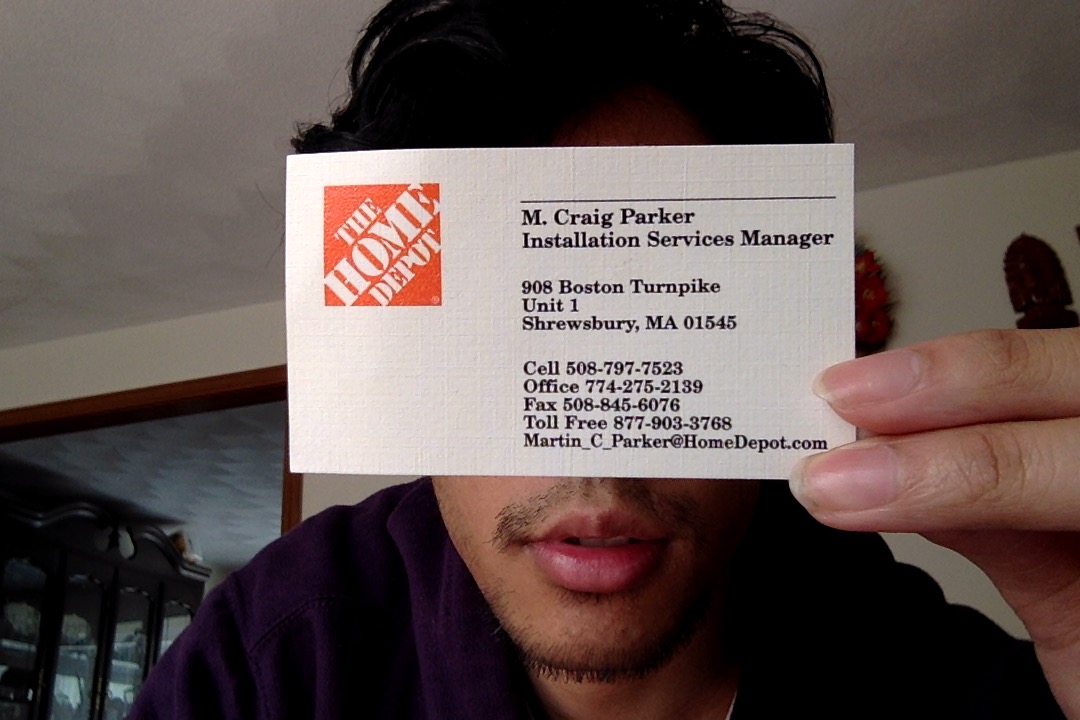 THE
HOME
DEPOT
®
M. Craig Parker
Installation Services Manager
908 Boston Turnpike
Unit 1
Shrewsbury, MA 01545
Cell 508-797-7523
Office 774-275-2139
Fax 508-845-6076
Toll Free 877-903-3768
Martin_C_Parker@HomeDepot.com